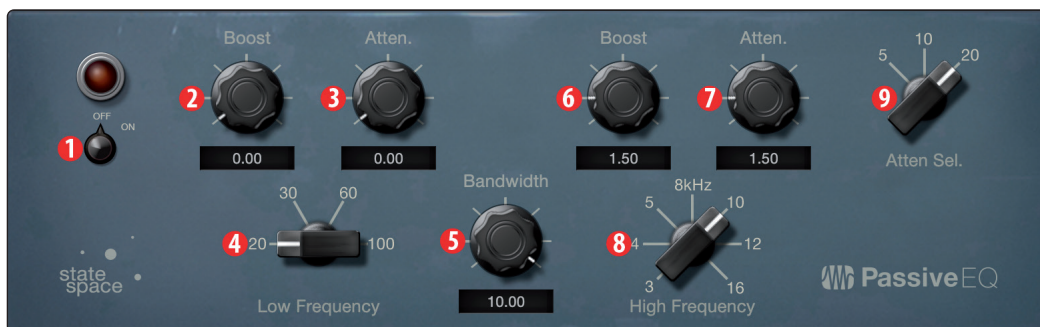 Boost
Atten.
Boost
Atten.
5
10
20
OFF
ON
1
2
3
6
7
9
0.00
0.00
1.50
1.50
Atten Sel.
Bandwidth
30
60
4
20
100
5
10.00
Low Frequency
8kHz
5
10
8
4
12
3
16
High Frequency
state
space
Passive EQ